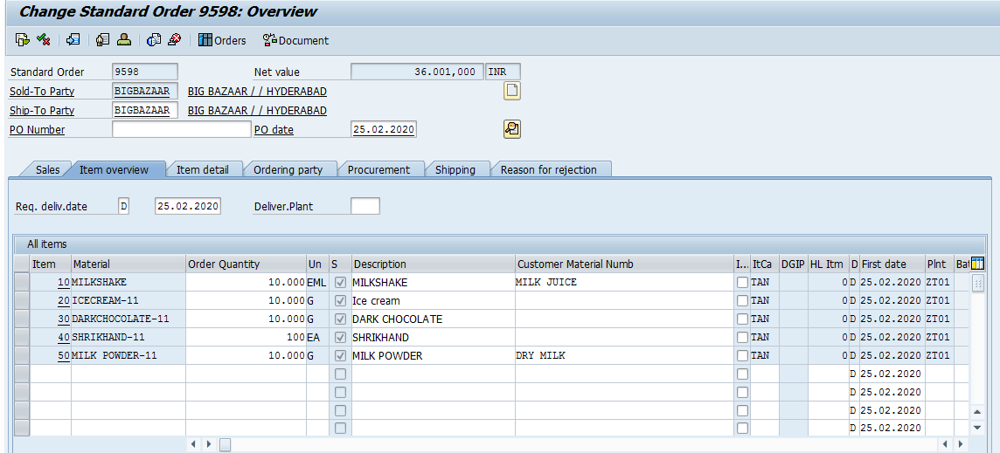 Change Standard Order 9598: Overview
Orders Document
Standard Order 9598 Net value 36.001,000 INR
Sold-To Party BIGBAZAAR BIG BAZAAR / / HYDERABAD
Ship-To Party BIGBAZAAR BIG BAZAAR / / HYDERABAD
PO Number PO date 25.02.2020
Sales Item overview Item detail Ordering party Procurement Shipping Reason for rejection
Req. deliv.date D 25.02.2020 Deliver.Plant
All items
Item Material Order Quantity Un S Description Customer Material Numb I... ItCa DGIP HL Itm D First date Plnt Bat
10 MILKSHAKE 10.000 EML MILKSHAKE MILK JUICE TAN 0 D 25.02.2020 ZT01
20 ICECREAM-11 10.000 G Ice cream TAN 0 D 25.02.2020 ZT01
30 DARKCHOCOLATE-11 10.000 G DARK CHOCOLATE TAN 0 D 25.02.2020 ZT01
40 SHRIKHAND-11 100 EA SHRIKHAND TAN 0 D 25.02.2020 ZT01
50 MILK POWDER-11 10.000 G MILK POWDER DRY MILK TAN 0 D 25.02.2020 ZT01
D 25.02.2020
D 25.02.2020
D 25.02.2020
D 25.02.2020